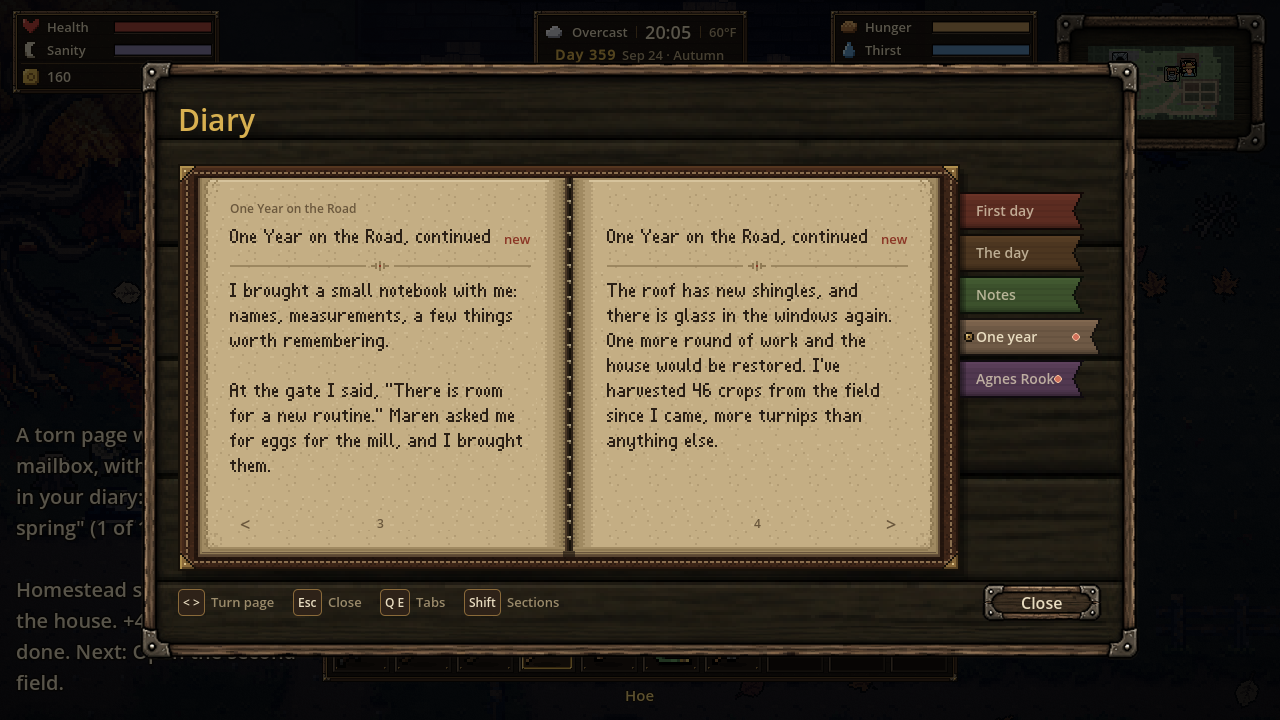 Health
Sanity
160
Overcast 20:05 60°F
Day 359 Sep 24 · Autumn
Hunger
Thirst
Diary
One Year on the Road
One Year on the Road, continued new
I brought a small notebook with me:
names, measurements, a few things
worth remembering.
At the gate I said, "There is room
for a new routine." Maren asked me
for eggs for the mill, and I brought
them.
< 3
One Year on the Road, continued new
The roof has new shingles, and
there is glass in the windows again.
One more round of work and the
house would be restored. I've
harvested 46 crops from the field
since I came, more turnips than
anything else.
4 >
First day
The day
Notes
One year
Agnes Rook
A torn page
mailbox, with
in your diary:
spring" (1 of
Homestead
the house.
done. Next: the second
field.
< > Turn page Esc Close Q E Tabs Shift Sections
Close
Hoe